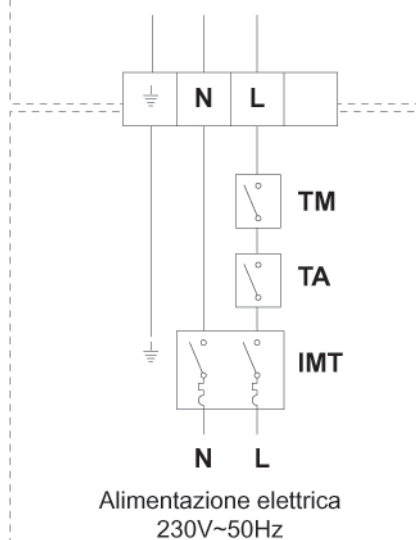 N L
TM
TA
IMT
N L
Alimentazione elettrica
230V~50Hz